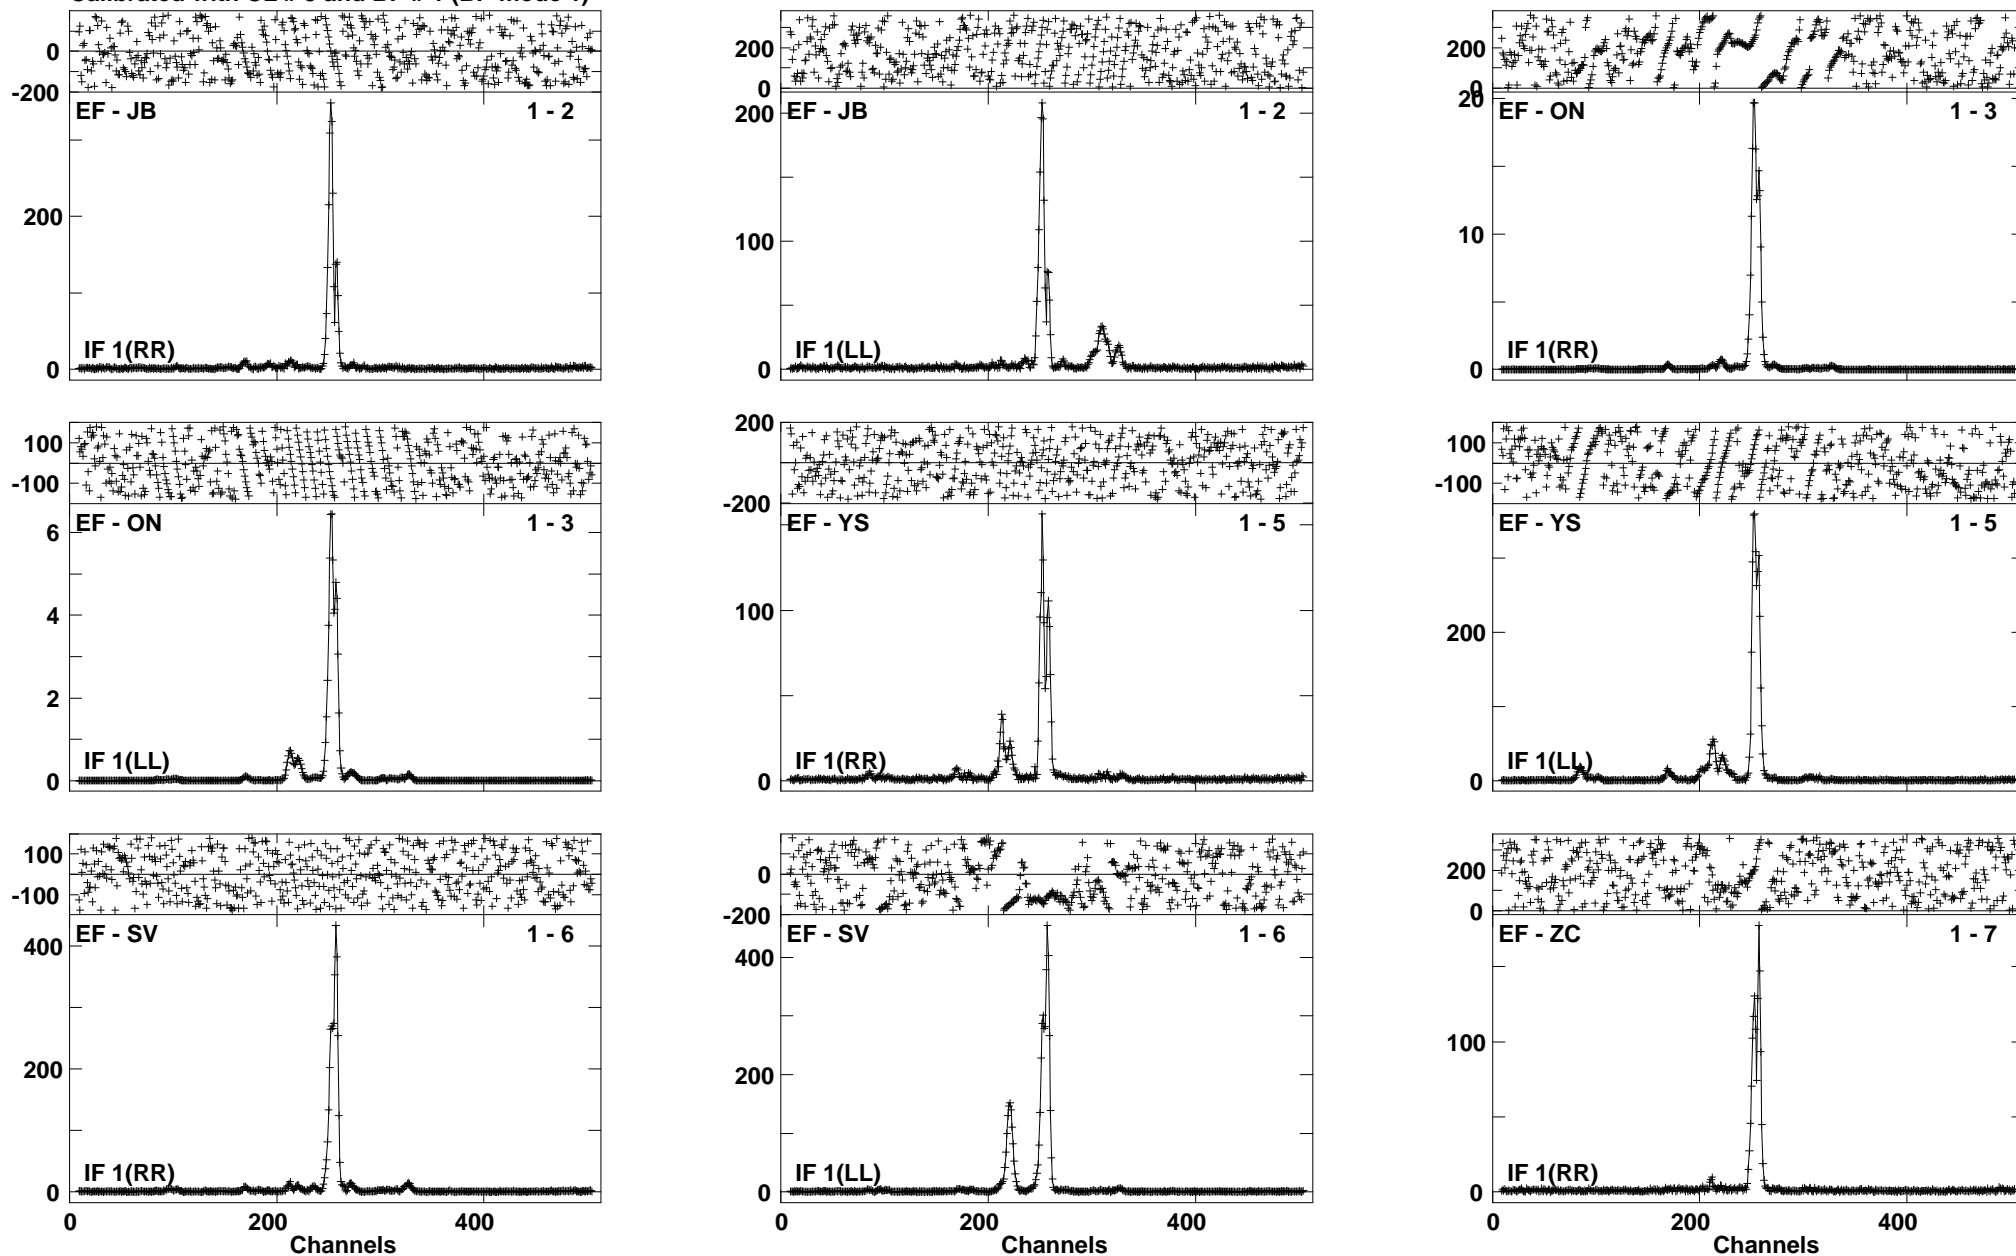 Calibrated with CL # and BP # 1 (BP mode 1)
0
-200
EF - JB
1 - 2
200
IF 1(RR)
0
200
0
200
EF - JB
1 - 2
100
IF 1(LL)
0
200
0
20
EF - ON
1 - 3
10
IF 1(RR)
0
100
-100
EF - ON
1 - 3
6
4
2
IF 1(LL)
0
200
-200
EF - YS
1 - 5
100
IF 1(RR)
0
100
-100
EF - YS
1 - 5
200
IF 1(LL)
0
100
-100
EF - SV
1 - 6
400
200
IF 1(RR)
0
0 200 400
Channels
0
-200
EF - SV
1 - 6
400
200
IF 1(LL)
0
0 200 400
Channels
200
0
EF - ZC
1 - 7
100
IF 1(RR)
0
0 200 400
Channels